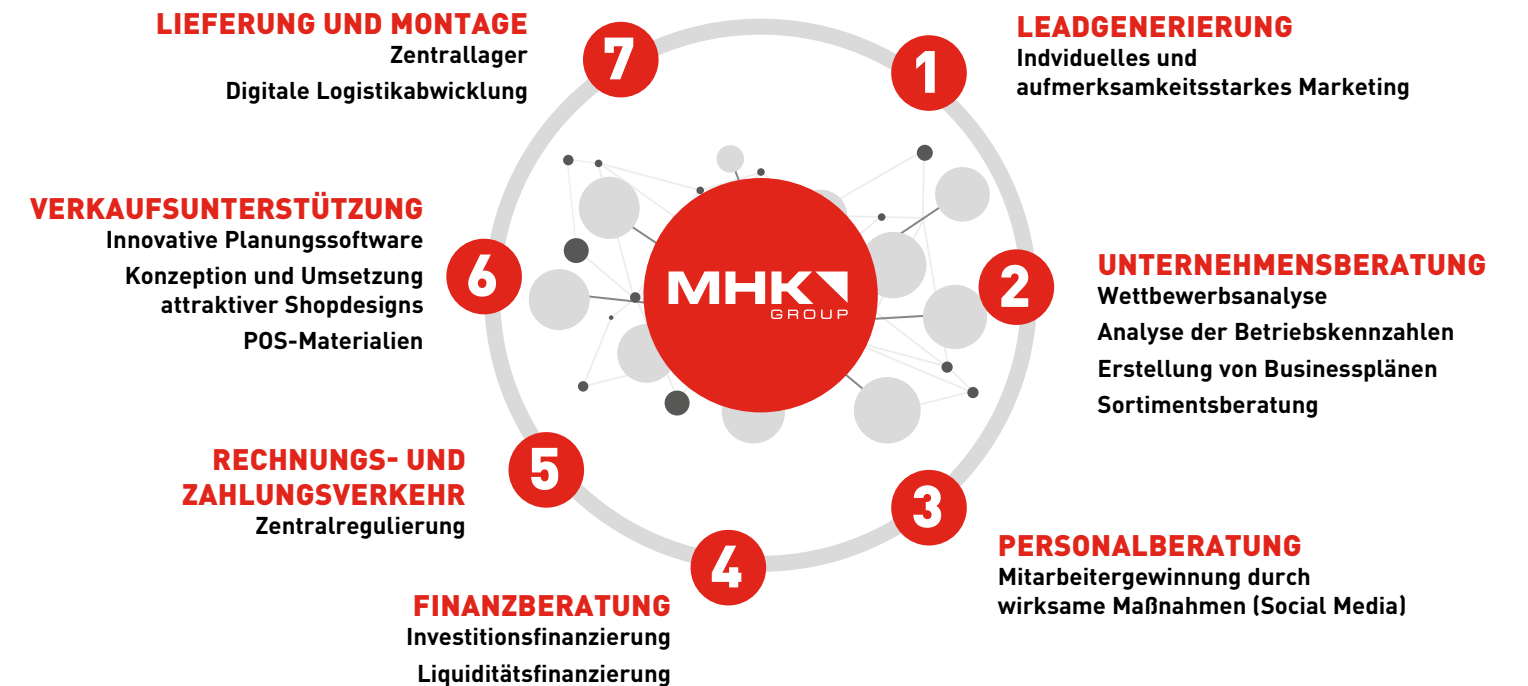 1
LEADGENERIERUNG
Indviduelles und
aufmerksamkeitsstarkes Marketing
2
UNTERNEHMENSBERATUNG
Wettbewerbsanalyse
Analyse der Betriebskennzahlen
Erstellung von Businessplänen
Sortimentsberatung
3
PERSONALBERATUNG
Mitarbeitergewinnung durch
wirksame Maßnahmen (Social Media)
4
FINANZBERATUNG
Investitionsfinanzierung
Liquiditätsfinanzierung
5
RECHNUNGS- UND
ZAHLUNGSVERKEHR
Zentralregulierung
6
VERKAUFSUNTERSTÜTZUNG
Innovative Planungssoftware
Konzeption und Umsetzung
attraktiver Shopdesigns
POS-Materialien
7
LIEFERUNG UND MONTAGE
Zentrallager
Digitale Logistikabwicklung
MHK
GROUP